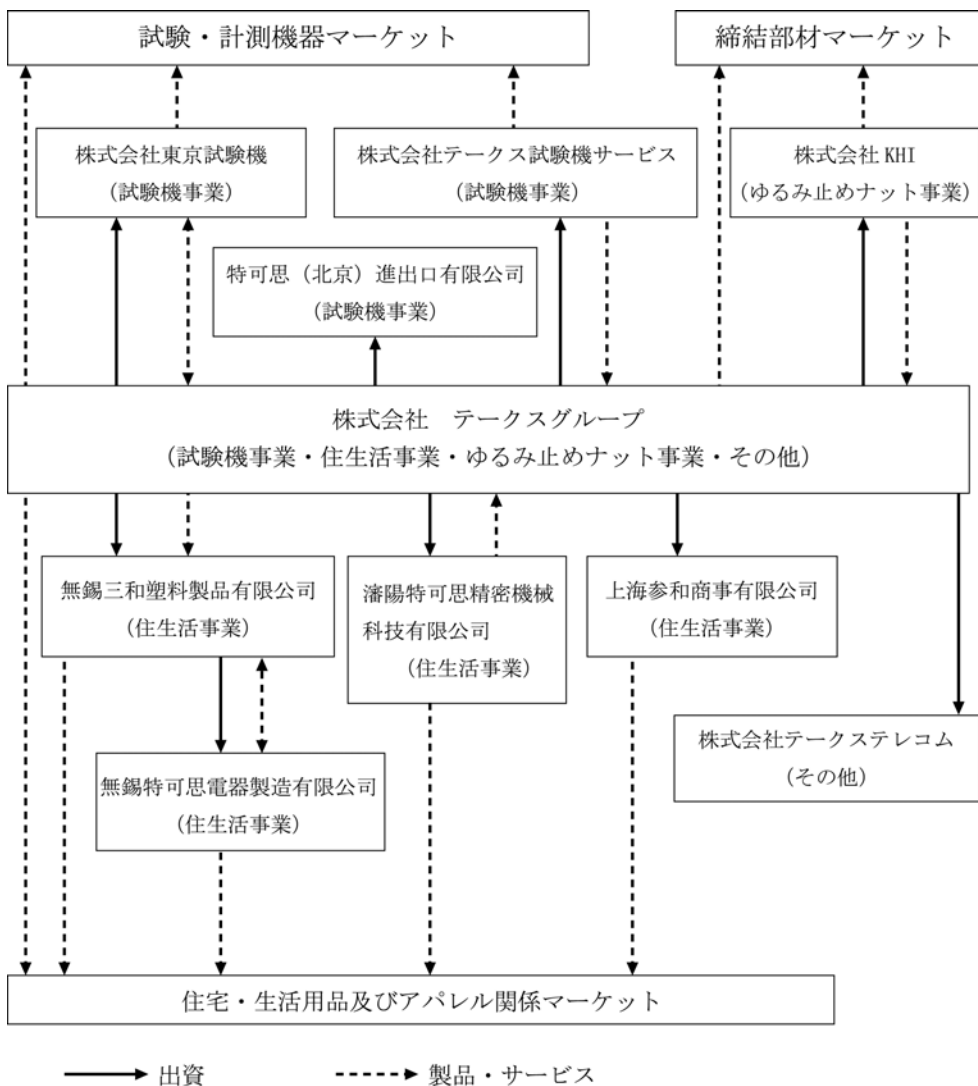 試験・計測機器マーケット
締結部材マーケット
株式会社東京試験機
(試験機事業)
株式会社テークス試験機サービス
(試験機事業)
株式会社 KHI
(ゆるみ止めナット事業)
特可思（北京）進出口有限公司
(試験機事業)
株式会社　テークスグループ
（試験機事業・住生活事業・ゆるみ止めナット事業・その他）
無錫三和塑料製品有限公司
(住生活事業)
瀋陽特可思精密機械
科技有限公司
(住生活事業)
上海参和商事有限公司
(住生活事業)
株式会社テークステレコム
(その他)
無錫特可思電器製造有限公司
(住生活事業)
住宅・生活用品及びアパレル関係マーケット
出資
製品・サービス